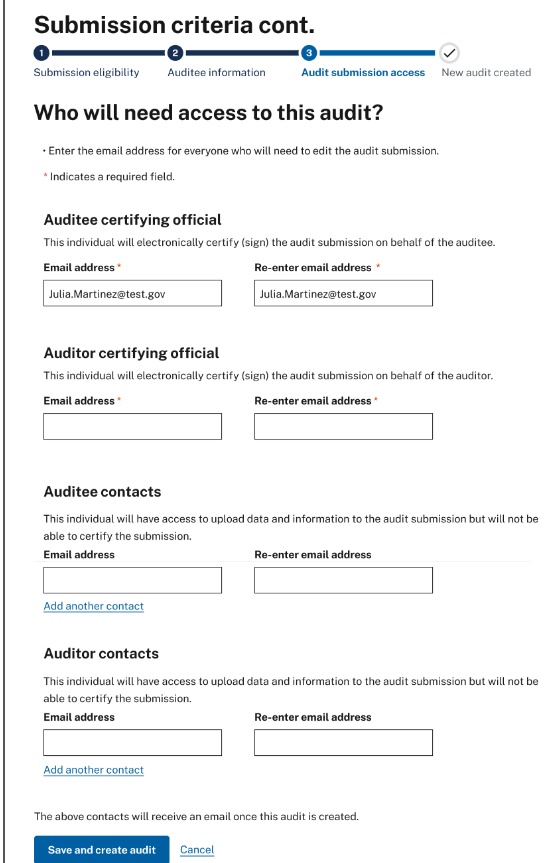 Submission criteria cont.
1 2 3
Submission eligibility Auditee information Audit submission access New audit created
Who will need access to this audit?
• Enter the email address for everyone who will need to edit the audit submission.
* Indicates a required field.
Auditee certifying official
This individual will electronically certify (sign) the audit submission on behalf of the auditee.
Email address * Re-enter email address *
Julia.Martinez@test.gov Julia.Martinez@test.gov
Auditor certifying official
This individual will electronically certify (sign) the audit submission on behalf of the auditor.
Email address * Re-enter email address *
Auditee contacts
This individual will have access to upload data and information to the audit submission but will not be
able to certify the submission.
Email address Re-enter email address
Add another contact
Auditor contacts
This individual will have access to upload data and information to the audit submission but will not be
able to certify the submission.
Email address Re-enter email address
Add another contact
The above contacts will receive an email once this audit is created.
Save and create audit Cancel